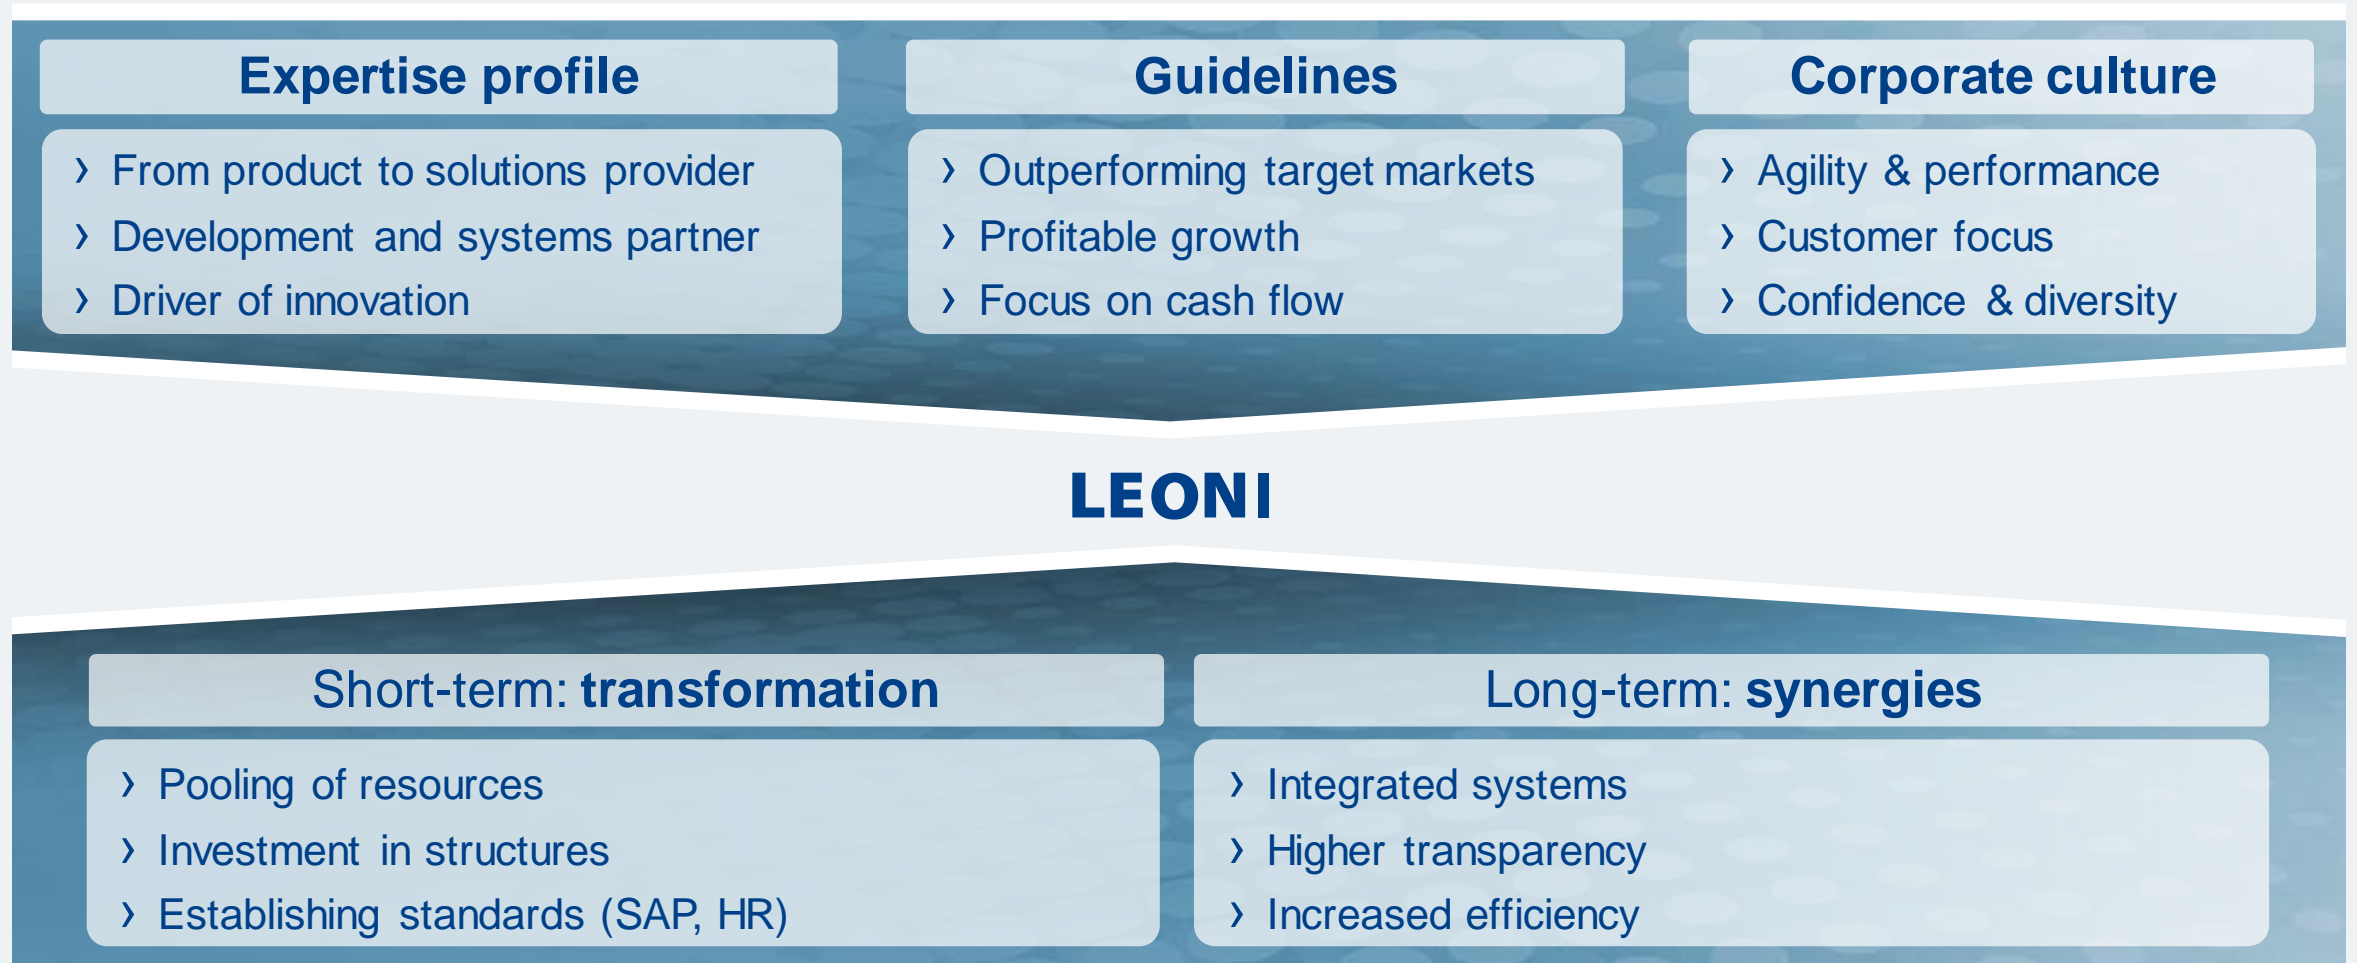 Expertise profile
› From product to solutions provider
› Development and systems partner
› Driver of innovation
Guidelines
› Outperforming target markets
› Profitable growth
› Focus on cash flow
Corporate culture
› Agility & performance
› Customer focus
› Confidence & diversity
LEONI
Short-term: transformation
› Pooling of resources
› Investment in structures
› Establishing standards (SAP, HR)
Long-term: synergies
› Integrated systems
› Higher transparency
› Increased efficiency